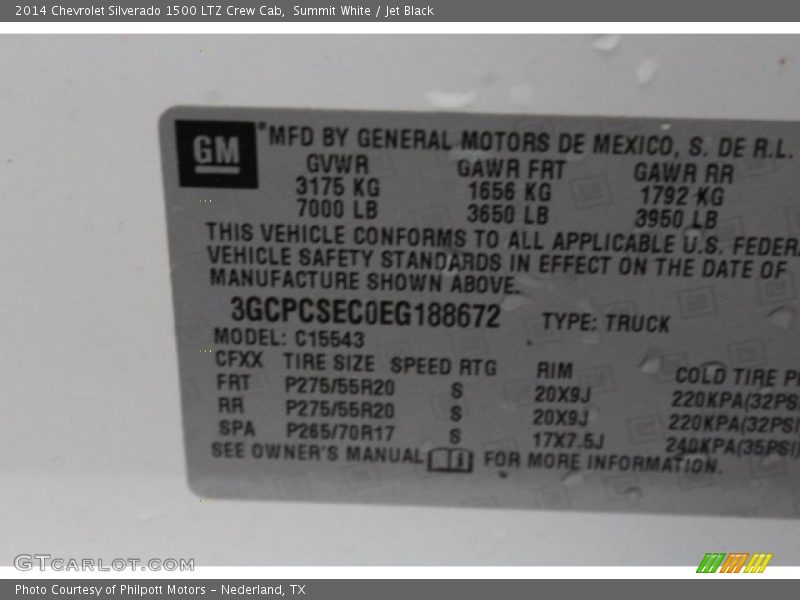 2014 Chevrolet Silverado 1500 LTZ Crew Cab,  Summit White / Jet Black
GM MFD BY GENERAL MOTORS DE MEXICO, S. DE R.L.
GVWR GAWR FRT GAWR RR
3175 KG 1656 KG 1792 KG
7000 LB 3650 LB 3950 LB
THIS VEHICLE CONFORMS TO ALL APPLICABLE U.S. FEDERA
VEHICLE SAFETY STANDARDS IN EFFECT ON THE DATE OF
MANUFACTURE SHOWN ABOVE.
3GCPCSEC0EG188672 TYPE: TRUCK
MODEL: C15543
CFXX TIRE SIZE SPEED RTG RIM COLD TIRE PR
FRT P275/55R20 S 20X9J 220KPA(32PSI
RR P275/55R20 S 20X9J 220KPA(32PSI
SPA P265/70R17 S 17X7.5J 240KPA(35PSI)
SEE OWNER'S MANUAL FOR MORE INFORMATION.
GTCARLOT.COM
Photo Courtesy of Philpott Motors - Nederland, TX